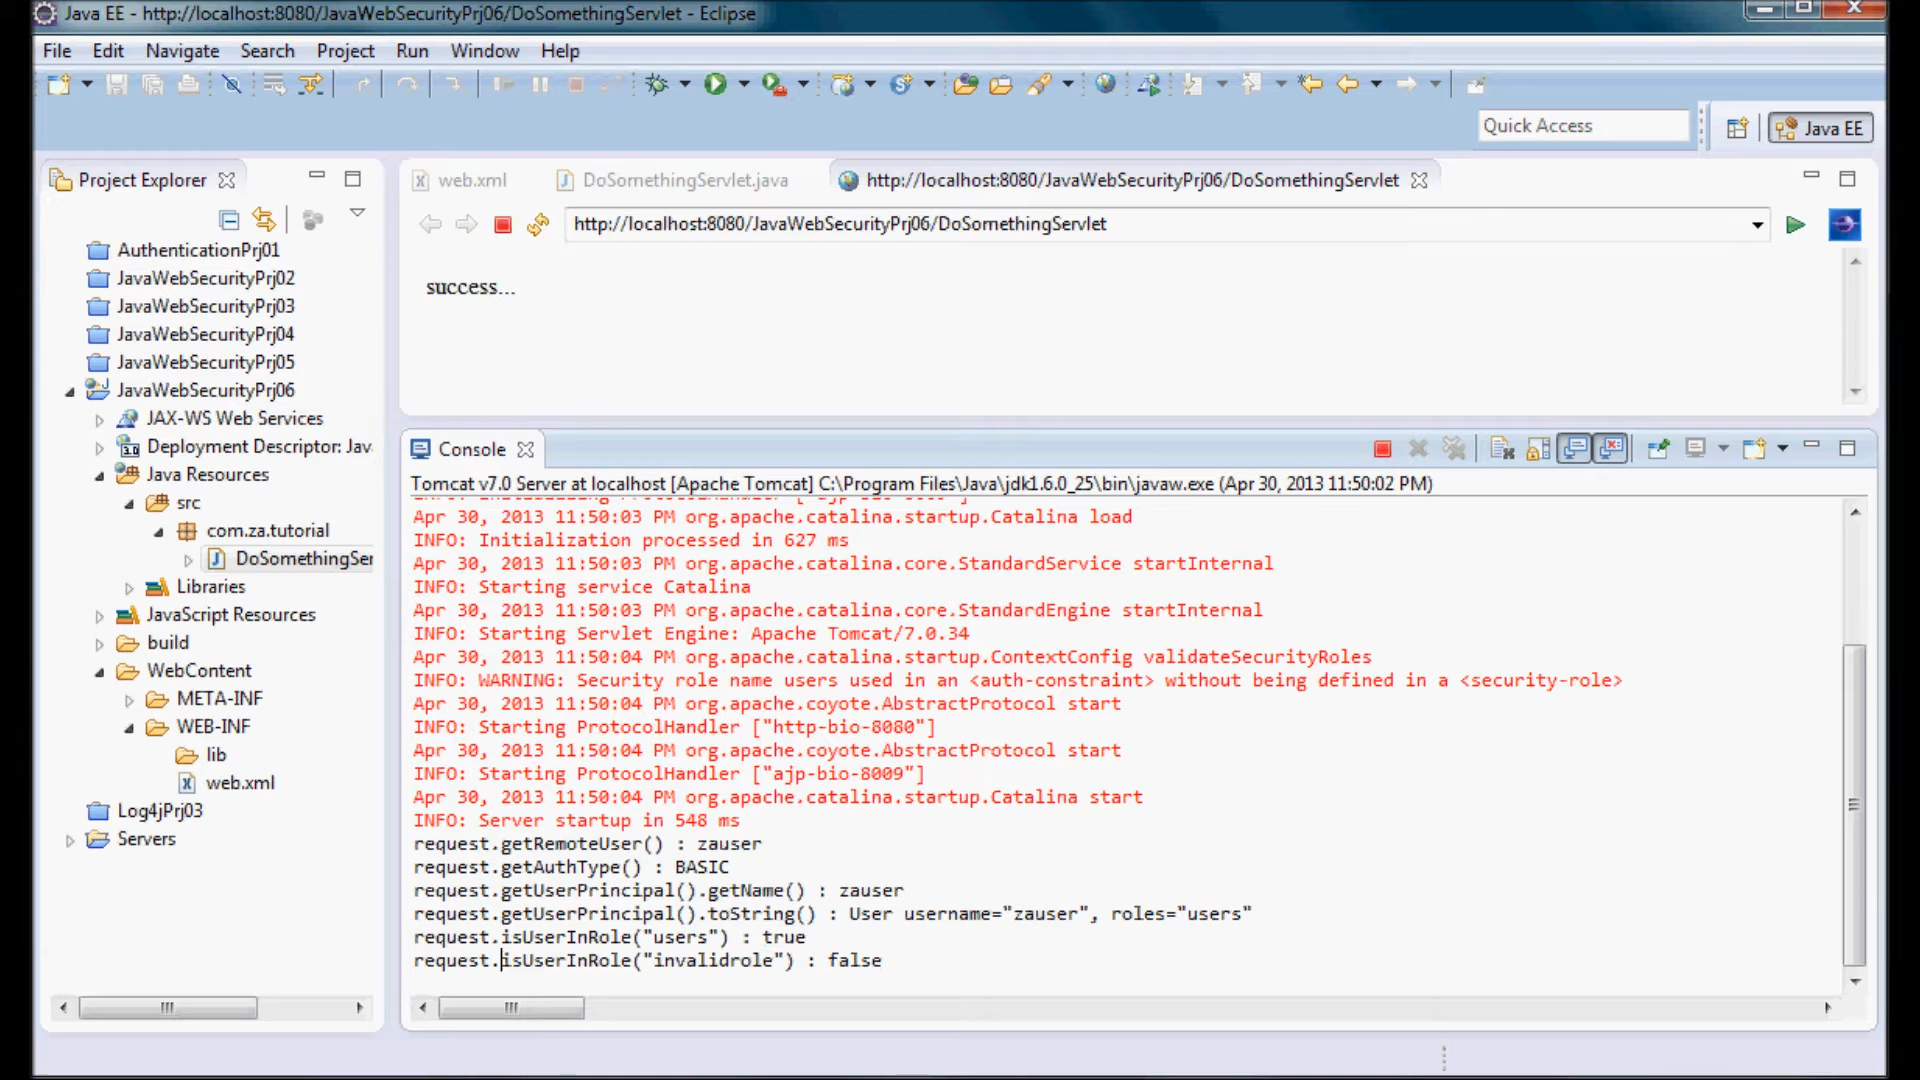 Java EE - http://localhost:8080/JavaWebSecurityPrj06/DoSomethingServlet - Eclipse
File Edit Navigate Search Project Run Window Help
Quick Access
Java EE
Project Explorer
web.xml
DoSomethingServlet.java
http://localhost:8080/JavaWebSecurityPrj06/DoSomethingServlet
http://localhost:8080/JavaWebSecurityPrj06/DoSomethingServlet
success...
AuthenticationPrj01
JavaWebSecurityPrj02
JavaWebSecurityPrj03
JavaWebSecurityPrj04
JavaWebSecurityPrj05
JavaWebSecurityPrj06
JAX-WS Web Services
Deployment Descriptor: Jav
Java Resources
src
com.za.tutorial
DoSomethingSer
Libraries
JavaScript Resources
build
WebContent
META-INF
WEB-INF
lib
web.xml
Log4jPrj03
Servers
Console
Tomcat v7.0 Server at localhost [Apache Tomcat] C:\Program Files\Java\jdk1.6.0_25\bin\javaw.exe (Apr 30, 2013 11:50:02 PM)
Apr 30, 2013 11:50:03 PM org.apache.catalina.startup.Catalina load
INFO: Initialization processed in 627 ms
Apr 30, 2013 11:50:03 PM org.apache.catalina.core.StandardService startInternal
INFO: Starting service Catalina
Apr 30, 2013 11:50:03 PM org.apache.catalina.core.StandardEngine startInternal
INFO: Starting Servlet Engine: Apache Tomcat/7.0.34
Apr 30, 2013 11:50:04 PM org.apache.catalina.startup.ContextConfig validateSecurityRoles
INFO: WARNING: Security role name users used in an <auth-constraint> without being defined in a <security-role>
Apr 30, 2013 11:50:04 PM org.apache.coyote.AbstractProtocol start
INFO: Starting ProtocolHandler ["http-bio-8080"]
Apr 30, 2013 11:50:04 PM org.apache.coyote.AbstractProtocol start
INFO: Starting ProtocolHandler ["ajp-bio-8009"]
Apr 30, 2013 11:50:04 PM org.apache.catalina.startup.Catalina start
INFO: Server startup in 548 ms
request.getRemoteUser() : zauser
request.getAuthType() : BASIC
request.getUserPrincipal().getName() : zauser
request.getUserPrincipal().toString() : User username="zauser", roles="users"
request.isUserInRole("users") : true
request.isUserInRole("invalidrole") : false